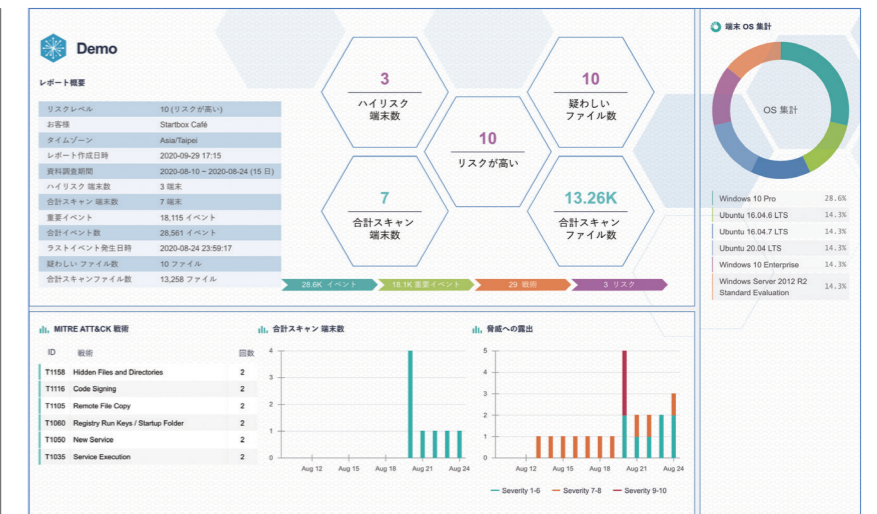 Demo
レポート概要
リスクレベル 10 (リスクが高い)
お客様 Startbox Café
タイムゾーン Asia/Taipei
レポート作成日時 2020-09-29 17:15
資料調査期間 2020-08-10 ~ 2020-08-24 (15 日)
ハイリスク 端末数 3 端末
合計スキャン 端末数 7 端末
重要イベント 18,115 イベント
合計イベント数 28,561 イベント
ラストイベント発生日時 2020-08-24 23:59:17
疑わしい ファイル数 10 ファイル
合計スキャンファイル数 13,258 ファイル
3
ハイリスク
端末数
10
疑わしい
ファイル数
10
リスクが高い
7
合計スキャン
端末数
13.26K
合計スキャン
ファイル数
28.6K イベント
18.1K 重要イベント
29 戦術
3 リスク
端末 OS 集計
OS 集計
Windows 10 Pro 28.6%
Ubuntu 16.04.6 LTS 14.3%
Ubuntu 16.04.7 LTS 14.3%
Ubuntu 20.04 LTS 14.3%
Windows 10 Enterprise 14.3%
Windows Server 2012 R2
Standard Evaluation 14.3%
MITRE ATT&CK 戦術
ID 戦術 回数
T1158 Hidden Files and Directories 2
T1116 Code Signing 2
T1105 Remote File Copy 2
T1060 Registry Run Keys / Startup Folder 2
T1050 New Service 2
T1035 Service Execution 2
合計スキャン 端末数
4
3
2
1
0
Aug 12 Aug 15 Aug 18 Aug 21 Aug 24
脅威への露出
5
4
3
2
1
0
Aug 12 Aug 15 Aug 18 Aug 21 Aug 24
Severity 1-6 Severity 7-8 Severity 9-10